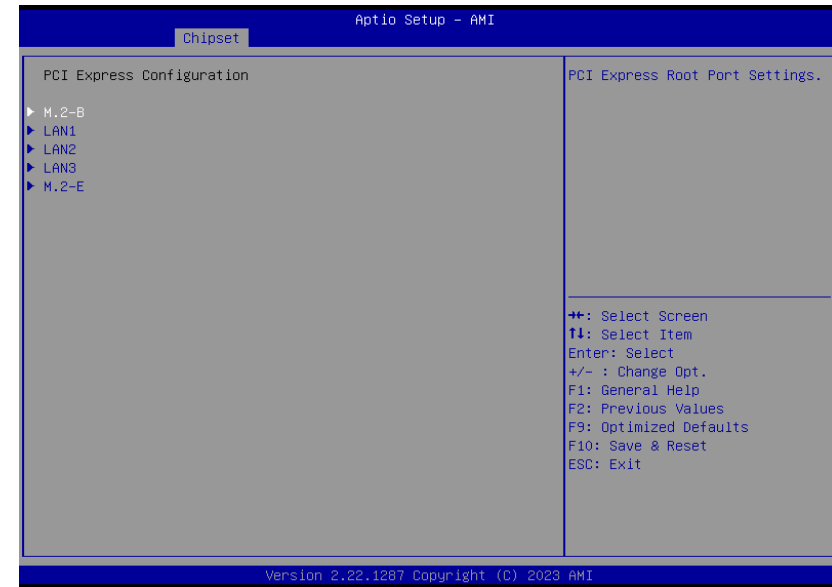 Aptio Setup – AMI
Chipset
PCI Express Configuration
M.2-B
LAN1
LAN2
LAN3
M.2-E
PCI Express Root Port Settings.
→←: Select Screen
↑↓: Select Item
Enter: Select
+/- : Change Opt.
F1: General Help
F2: Previous Values
F9: Optimized Defaults
F10: Save & Reset
ESC: Exit
Version 2.22.1287 Copyright (C) 2023 AMI